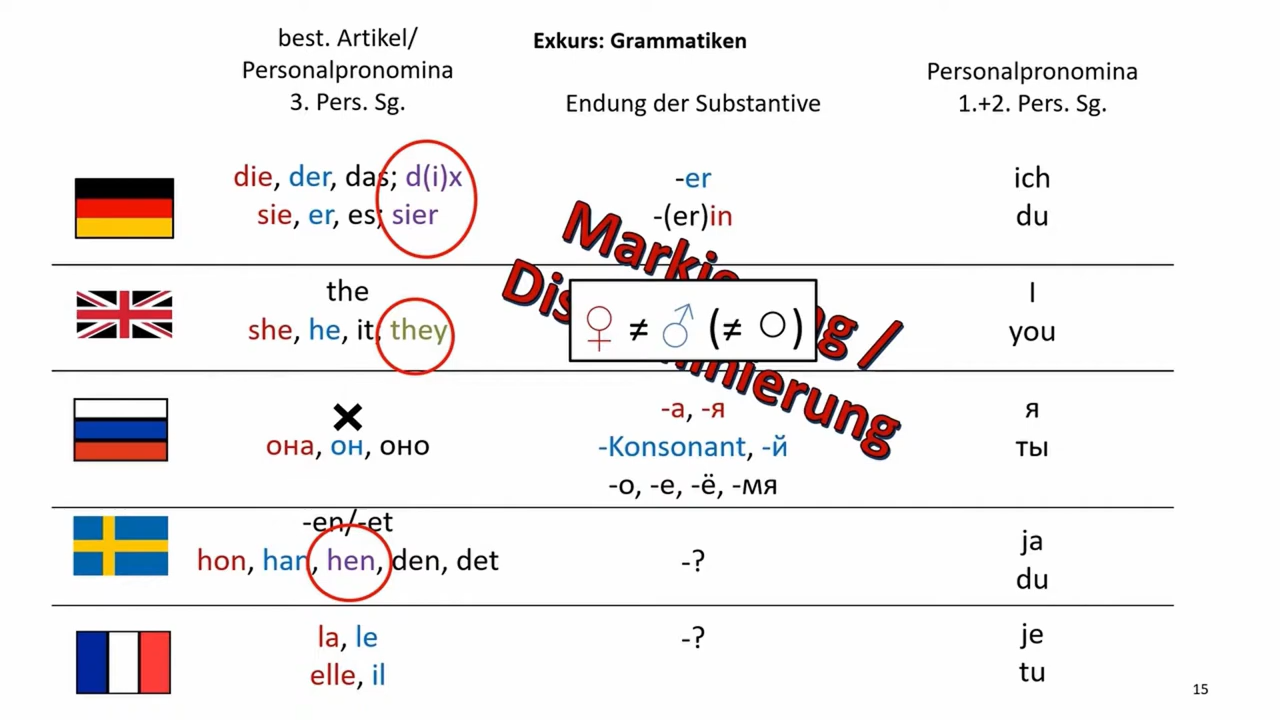 best. Artikel/
Personalpronomina
3. Pers. Sg.
Exkurs: Grammatiken
Endung der Substantive
Personalpronomina
1.+2. Pers. Sg.
die, der, das; d(i)x
sie, er, es; sier
-er
-(er)in
ich
du
the
she, he, it, they
I
you
она, он, оно
-а, -я
-Konsonant, -й
-о, -е, -ё, -мя
я
ты
-en/-et
hon, han, hen, den, det
-?
ja
du
la, le
elle, il
-?
je
tu
♀ ≠ ♂ (≠ ○)
15